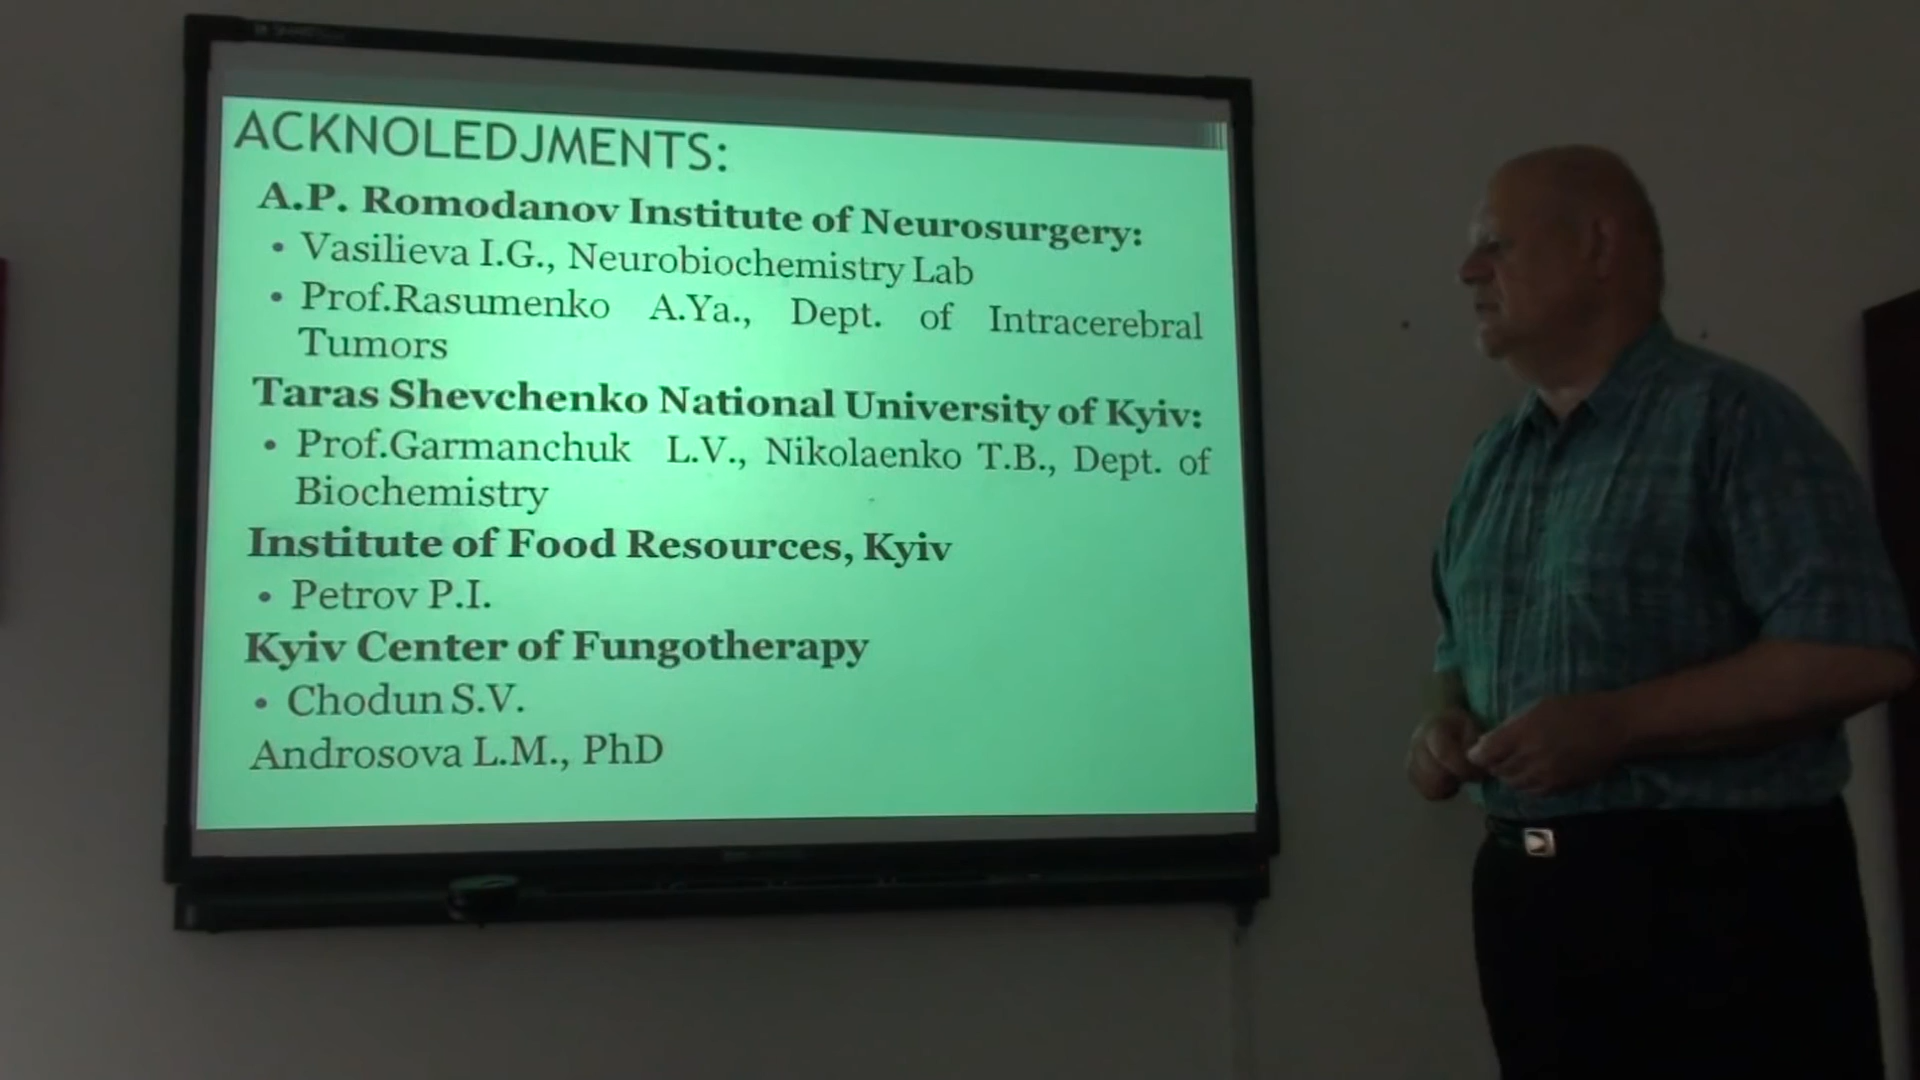 ACKNOLEDJMENTS:
A.P. Romodanov Institute of Neurosurgery:
• Vasilieva I.G., Neurobiochemistry Lab
• Prof.Rasumenko A.Ya., Dept. of Intracerebral
Tumors
Taras Shevchenko National University of Kyiv:
• Prof.Garmanchuk L.V., Nikolaenko T.B., Dept. of
Biochemistry
Institute of Food Resources, Kyiv
• Petrov P.I.
Kyiv Center of Fungotherapy
• Chodun S.V.
Androsova L.M., PhD